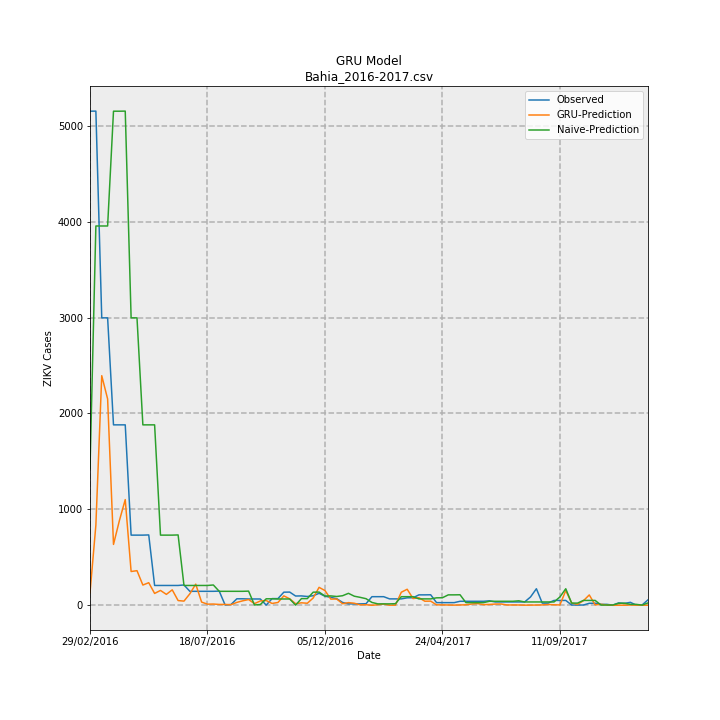 GRU Model
Bahia_2016-2017.csv
Observed
GRU-Prediction
Naive-Prediction
5000
4000
3000
2000
1000
0
ZIKV Cases
29/02/2016
18/07/2016
05/12/2016
24/04/2017
11/09/2017
Date